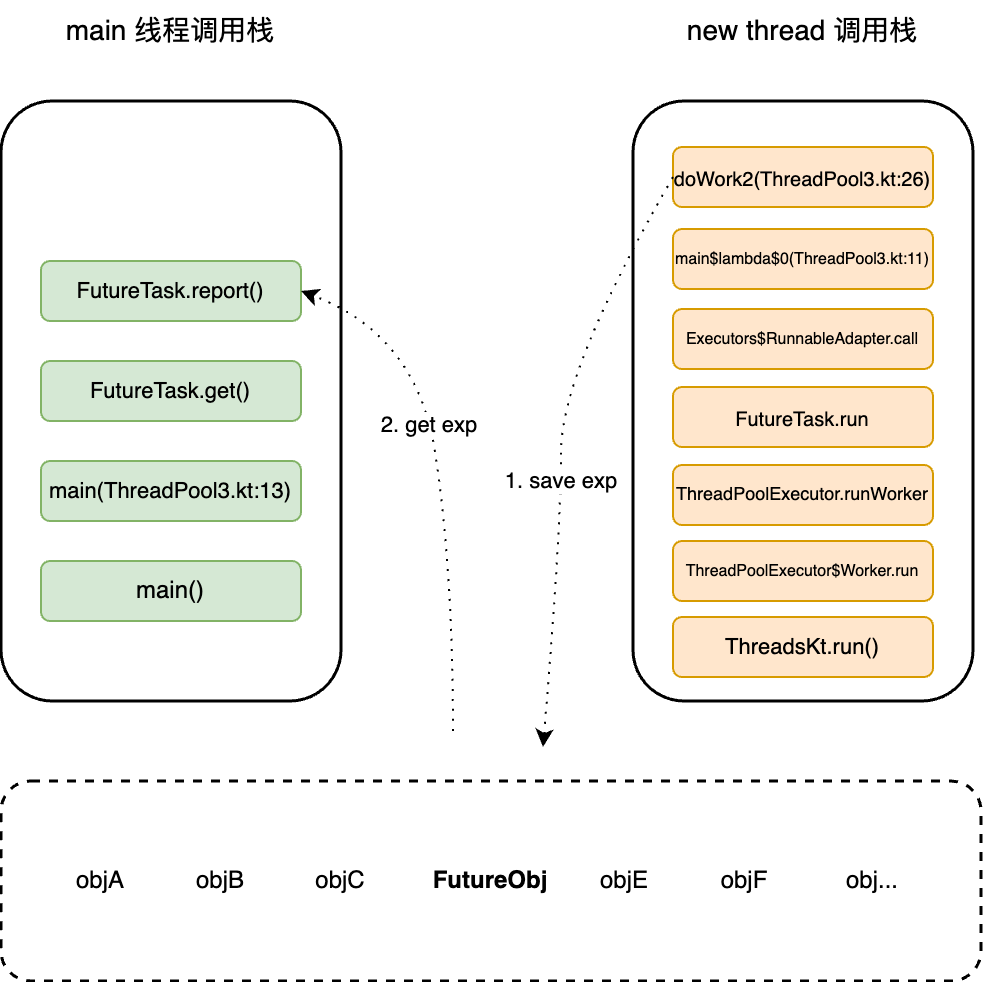 main 线程调用栈
new thread 调用栈
FutureTask.report()
FutureTask.get()
main(ThreadPool3.kt:13)
main()
2. get exp
1. save exp
doWork2(ThreadPool3.kt:26)
main$lambda$0(ThreadPool3.kt:11)
Executors$RunnableAdapter.call
FutureTask.run
ThreadPoolExecutor.runWorker
ThreadPoolExecutor$Worker.run
ThreadsKt.run()
objA objB objC FutureObj objE objF obj...